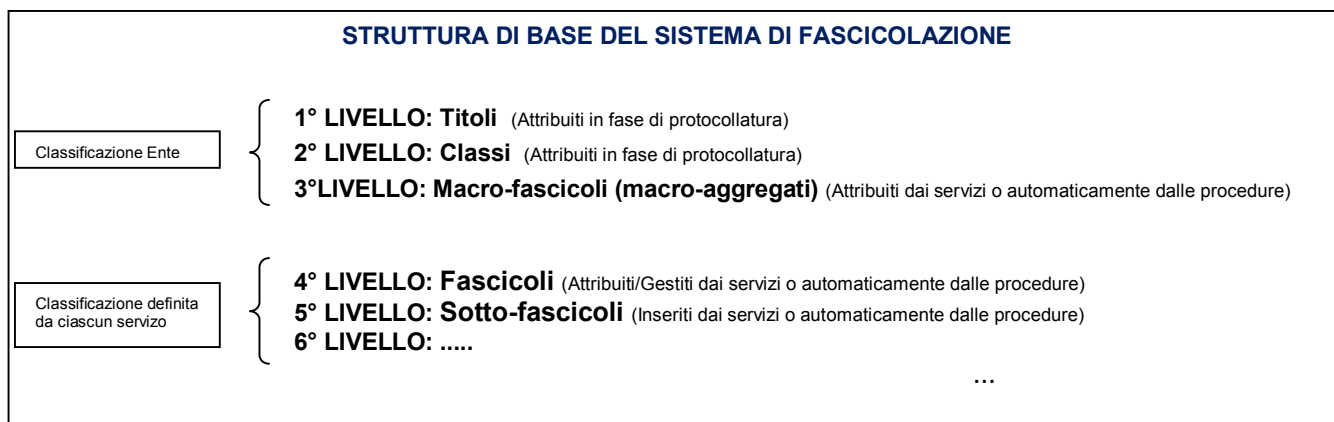 STRUTTURA DI BASE DEL SISTEMA DI FASCICOLAZIONE
Classificazione Ente
1° LIVELLO: Titoli (Attribuiti in fase di protocollatura)
2° LIVELLO: Classi (Attribuiti in fase di protocollatura)
3°LIVELLO: Macro-fascicoli (macro-aggregati) (Attribuiti dai servizi o automaticamente dalle procedure)
Classificazione definita
da ciascun servizo
4° LIVELLO: Fascicoli (Attribuiti/Gestiti dai servizi o automaticamente dalle procedure)
5° LIVELLO: Sotto-fascicoli (Inseriti dai servizi o automaticamente dalle procedure)
6° LIVELLO: .....
...